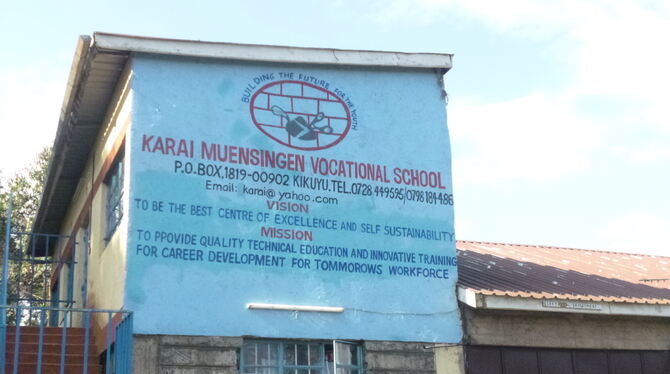 BUILDING THE FUTURE FOR THE YOUTH
KARAI MUENSINGEN VOCATIONAL SCHOOL
P.O.BOX,1819-00902 KIKUYU,TEL.0728 449595/0798 184486
Email: karai@yahoo.com
VISION
TO BE THE BEST CENTRE OF EXCELLENCE AND SELF SUSTAINABILITY
MISSION
TO PPOVIDE QUALITY TECHNICAL EDUCATION AND INNOVATIVE TRAINING
FOR CAREER DEVELOPMENT FOR TOMMOROWS WORKFORCE